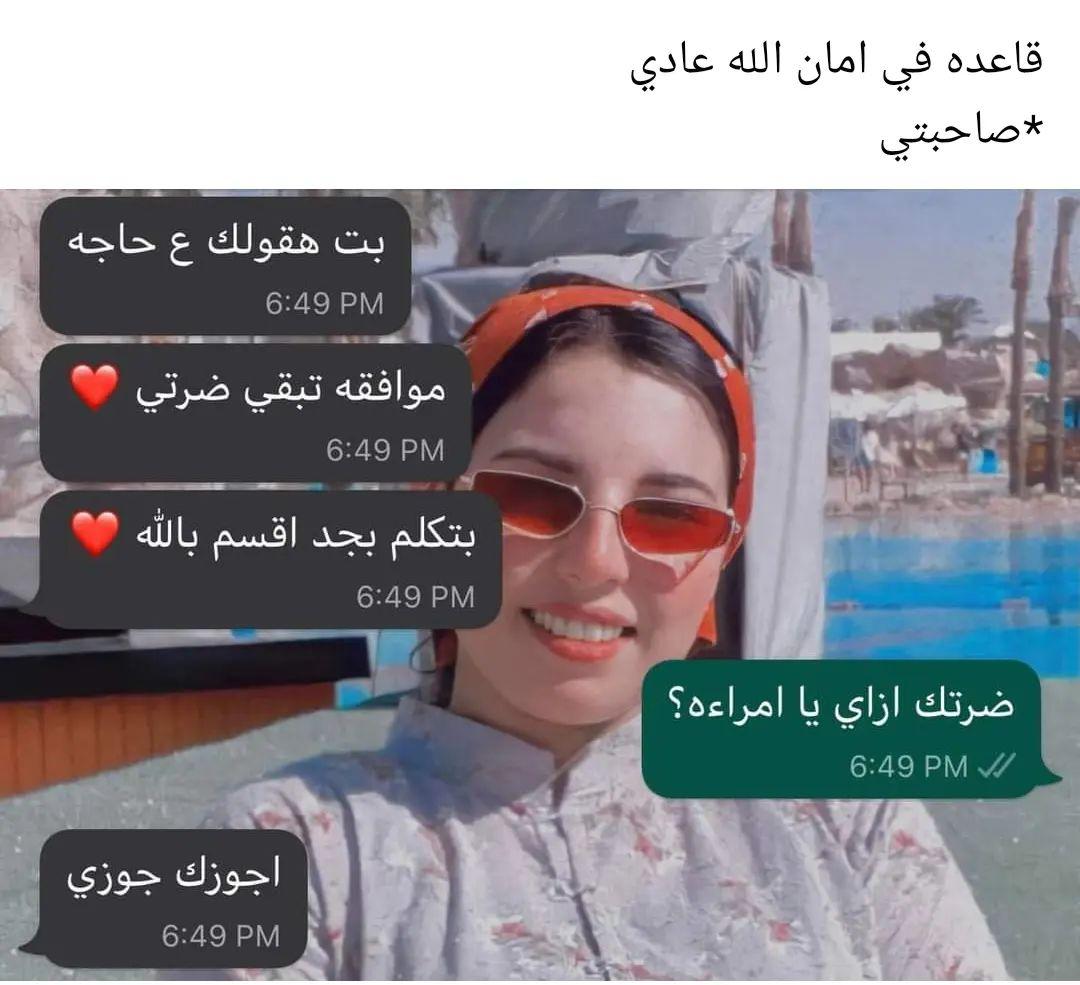 قاعده في امان الله عادي
*صاحبتي
بت هقولك ع حاجه
6:49 PM
موافقه تبقي ضرتي ❤️
6:49 PM
بتكلم بجد اقسم بالله ❤️
6:49 PM
ضرتك ازاي يا امراءه؟
6:49 PM
اجوزك جوزي
6:49 PM